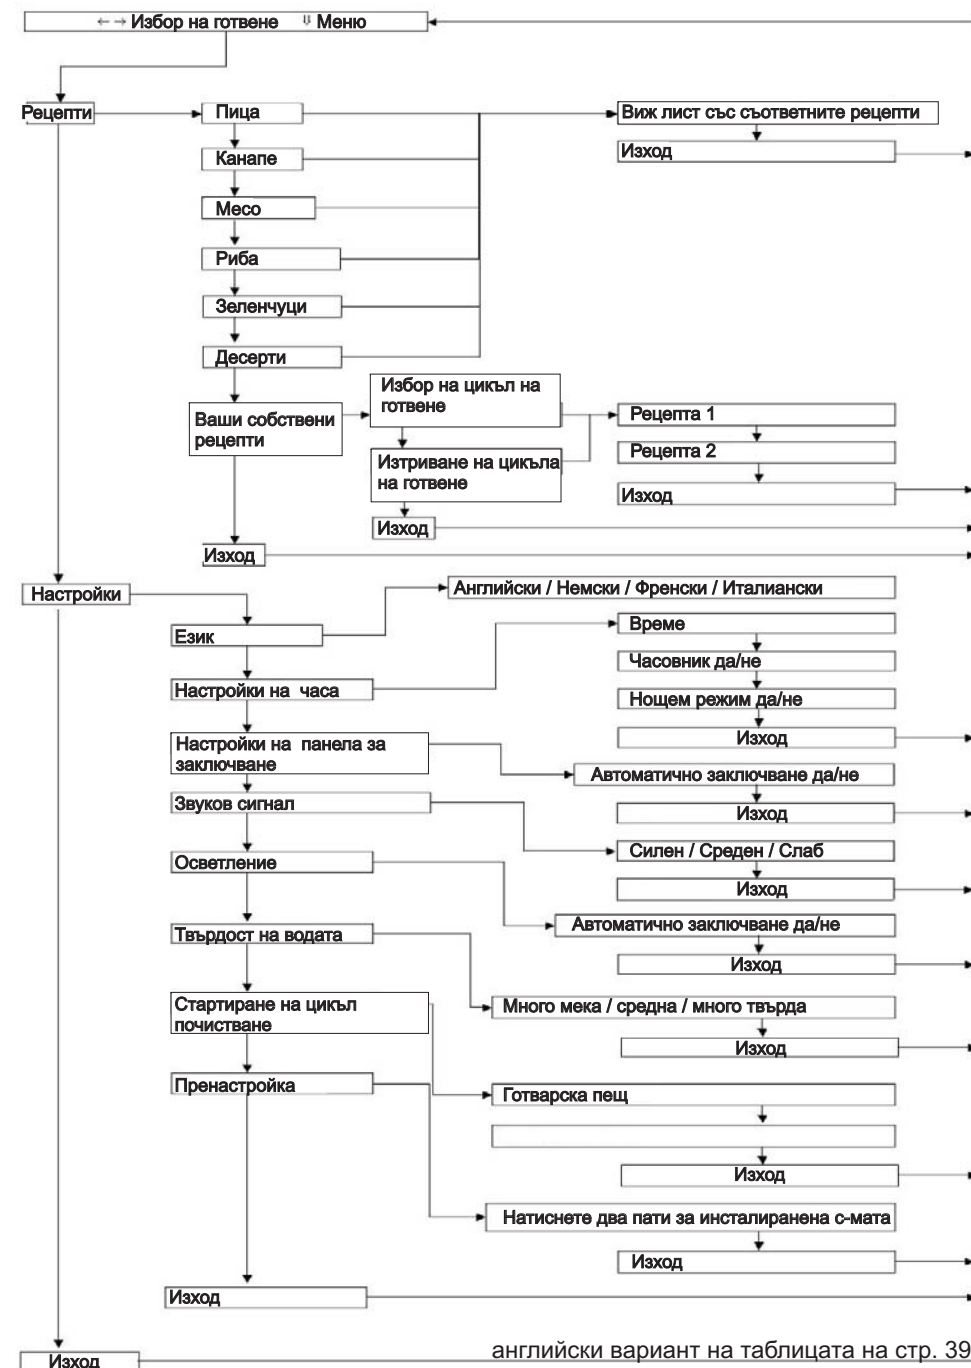 ←→ Избор на готвене ⇓ Меню
Рецепти
Пица
Виж лист със съответните рецепти
Канапе
Изход
Месо
Риба
Зеленчуци
Десерти
Ваши собствени
рецепти
Избор на цикъл на
готвене
Изтриване на цикъла
на готвене
Изход
Рецепта 1
Рецепта 2
Изход
Изход
Настройки
Английски / Немски / Френски / Италиански
Език
Време
Часовник да/не
Настройки на часа
Нощем режим да/не
Изход
Настройки на панела за
заключване
Автоматично заключване да/не
Изход
Звуков сигнал
Силен / Среден / Слаб
Изход
Осветление
Автоматично заключване да/не
Изход
Твърдост на водата
Много мека / средна / много твърда
Изход
Стартиране на цикъл
почистване
Готварска пещ
Изход
Пренастройка
Натиснете два пати за инсталиранена с-мата
Изход
Изход
Изход
английски вариант на таблицата на стр. 39